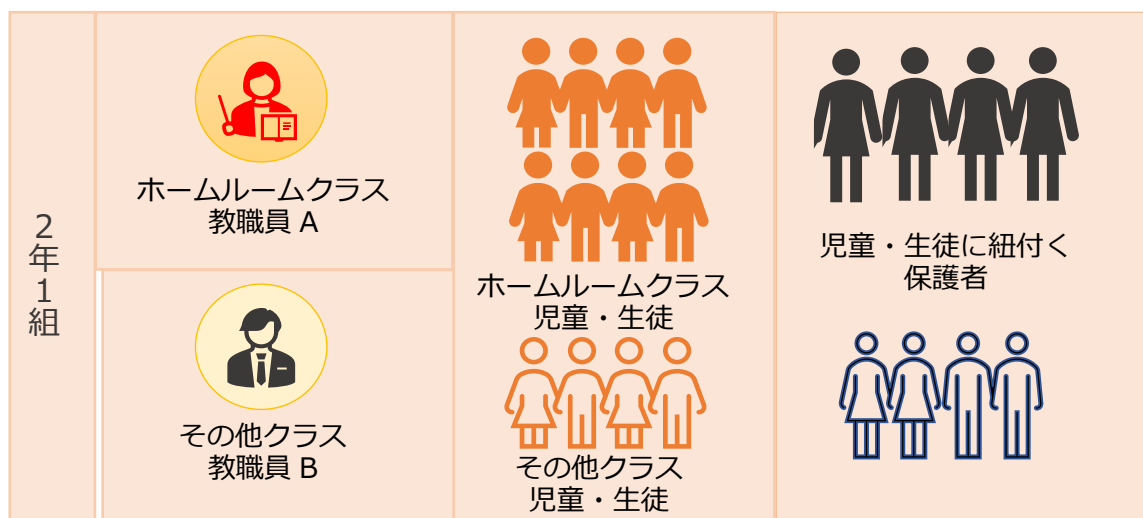 2年1組
ホームルームクラス
教職員 A
その他クラス
教職員 B
ホームルームクラス
児童・生徒
その他クラス
児童・生徒
児童・生徒に紐付く
保護者